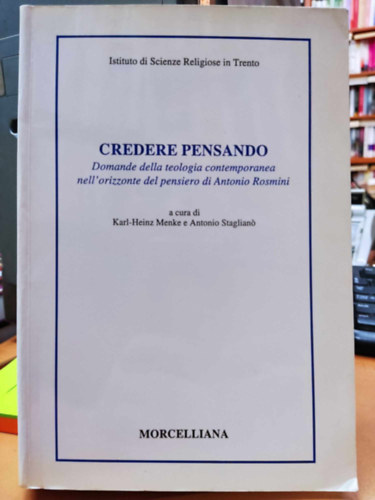 Istituto di Scienze Religiose in Trento
CREDERE PENSANDO
Domande della teologia contemporanea
nell'orizzonte del pensiero di Antonio Rosmini
a cura di
Karl-Heinz Menke e Antonio Staglianò
MORCELLIANA